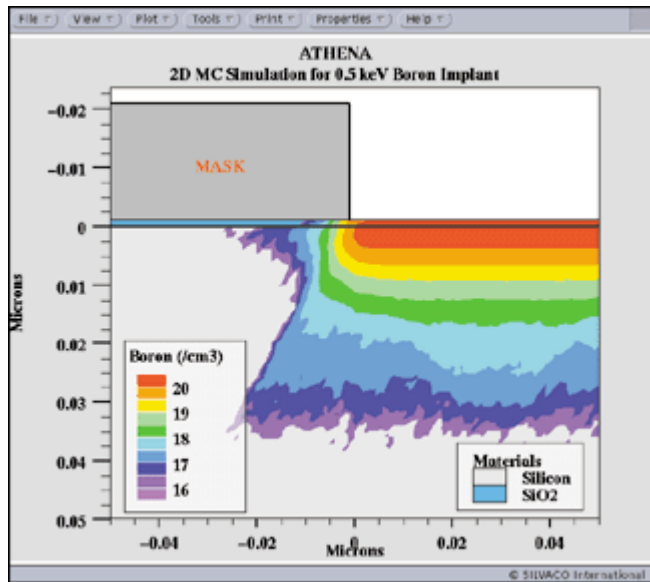 File View Plot Tools Print Properties Help
ATHENA
2D MC Simulation for 0.5 keV Boron Implant
−0.02
−0.01
0
0.01
0.02
0.03
0.04
0.05
Microns
MASK
Boron (/cm3)
20
19
18
17
16
Materials
Silicon
SiO2
−0.04 −0.02 0 0.02 0.04
Microns
© SILVACO International